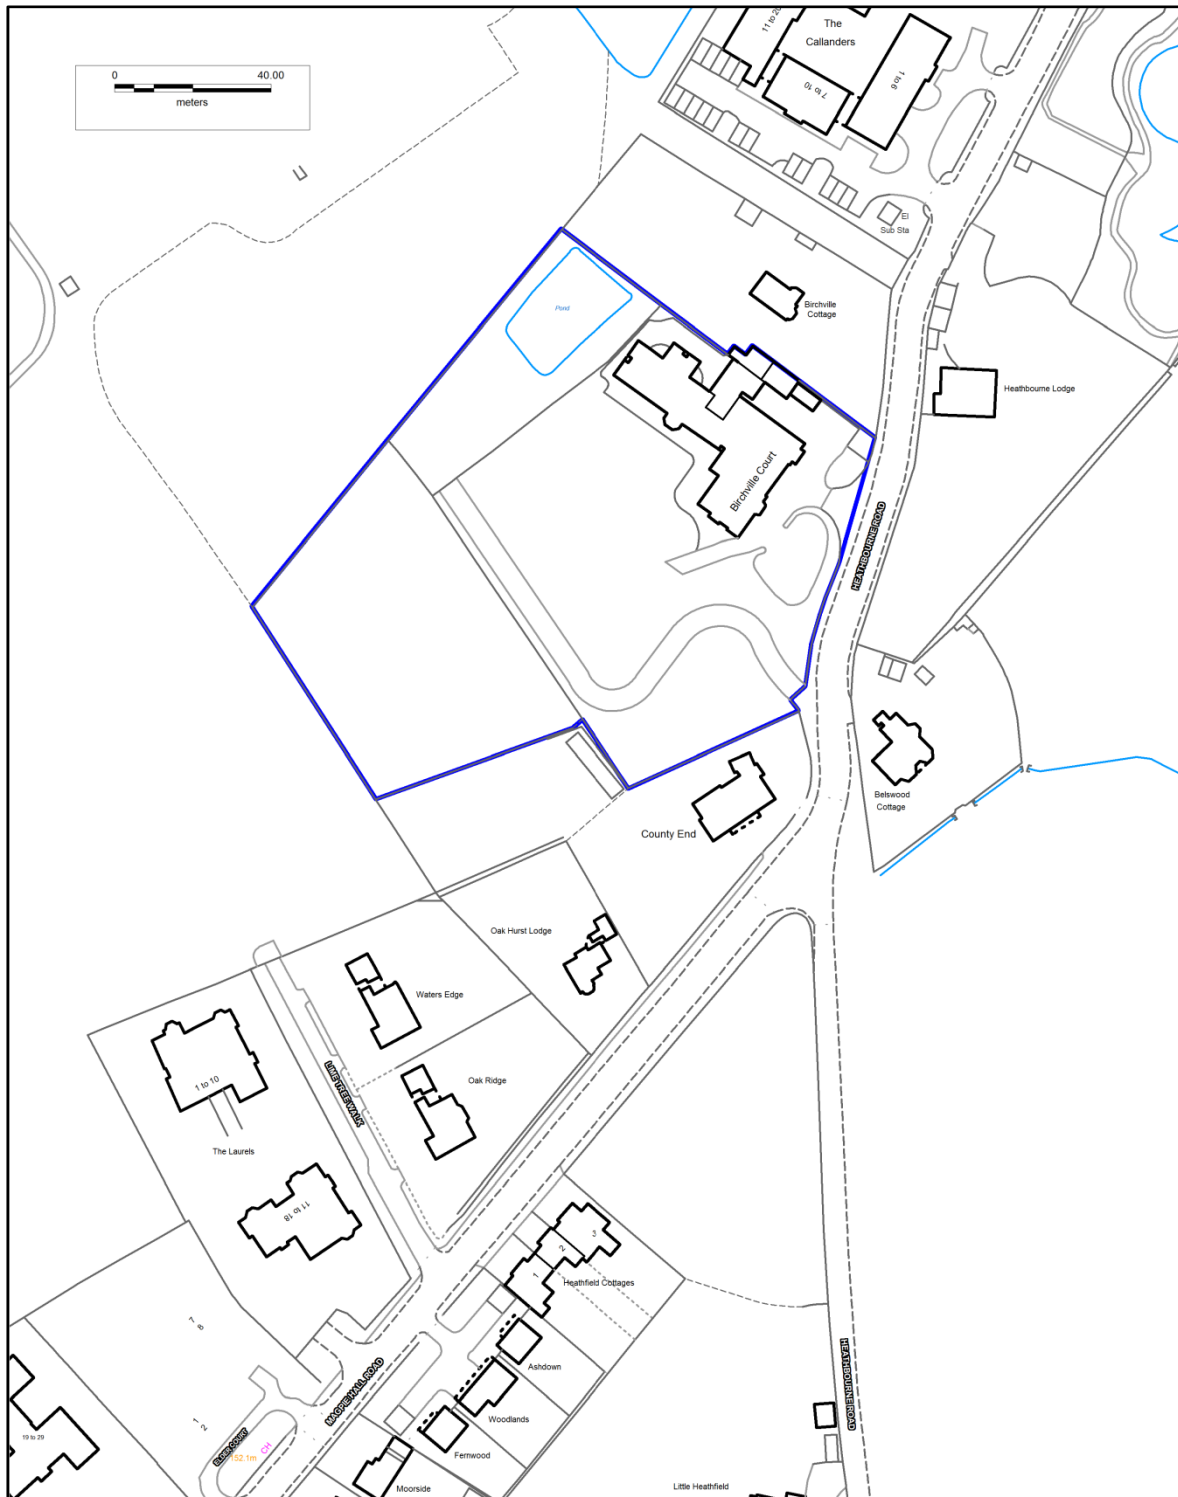 0 40.00
meters
11 to 20
The
Callanders
1 to 6
7 to 10
El
Sub Sta
Pond
Birchville
Cottage
Heathbourne Lodge
Birchville Court
HEATHBOURNE ROAD
Belswood
Cottage
County End
Oak Hurst Lodge
Waters Edge
LIME TREE WALK
Oak Ridge
1 to 10
The Laurels
11 to 18
3
2
1
Heathfield Cottages
7
8
Ashdown
HEATHBOURNE ROAD
MAGPIE HALL ROAD
Woodlands
1
2
19 to 29
ELDER COURT
CH
152.1m
Fernwood
Moorside
Little Heathfield